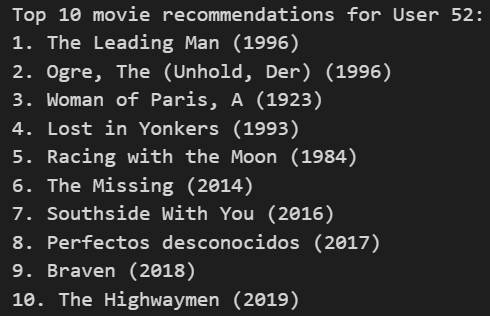 Top 10 movie recommendations for User 52:
1. The Leading Man (1996)
2. Ogre, The (Unhold, Der) (1996)
3. Woman of Paris, A (1923)
4. Lost in Yonkers (1993)
5. Racing with the Moon (1984)
6. The Missing (2014)
7. Southside With You (2016)
8. Perfectos desconocidos (2017)
9. Braven (2018)
10. The Highwaymen (2019)